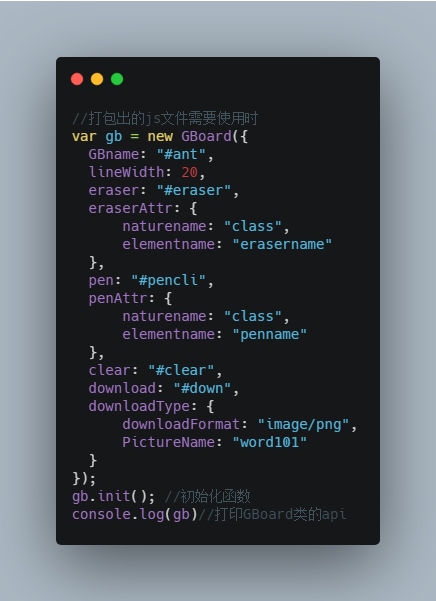 //打包出的js文件需要使用时
var gb = new GBoard({
  GBname: "#ant",
  lineWidth: 20,
  eraser: "#eraser",
  eraserAttr: {
      naturename: "class",
      elementname: "erasername"
  },
  pen: "#pencli",
  penAttr: {
      naturename: "class",
      elementname: "penname"
  },
  clear: "#clear",
  download: "#down",
  downloadType: {
      downloadFormat: "image/png",
      PictureName: "word101"
  }
});
gb.init(); //初始化函数
console.log(gb)//打印GBoard类的api